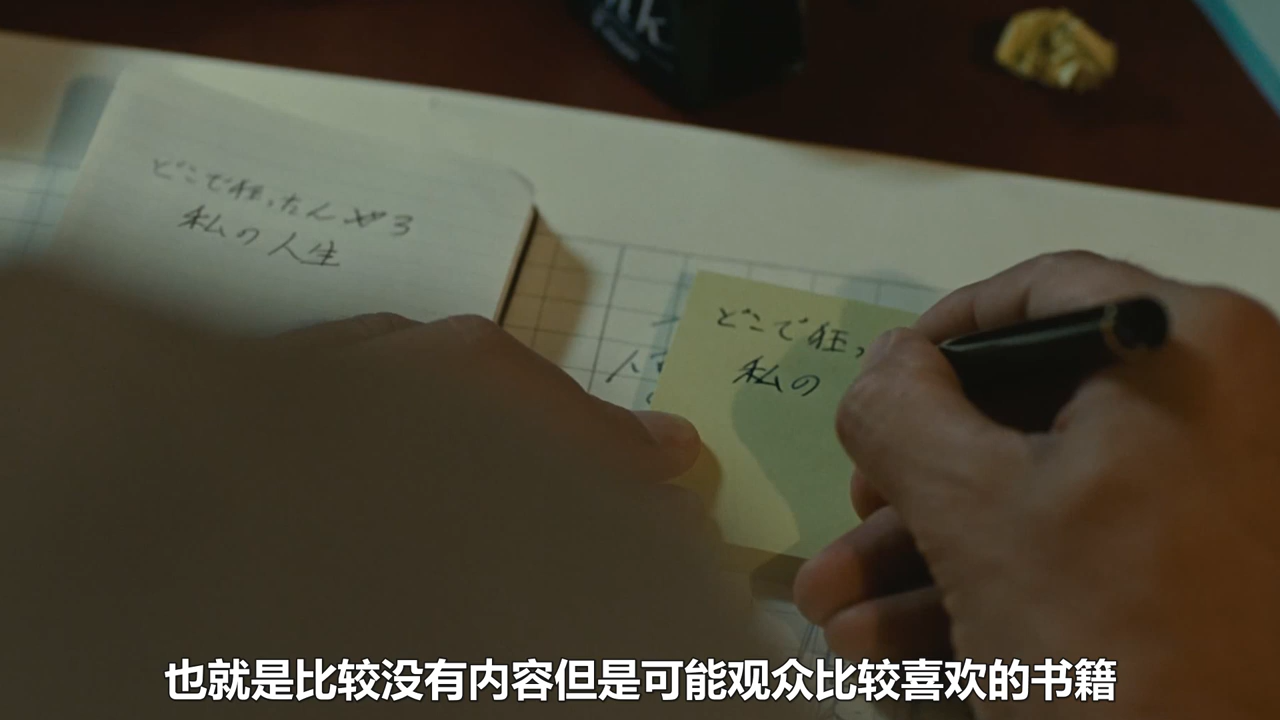 どこで狂ったんやろ
私の人生
どこで狂っ
私の
也就是比较没有内容但是可能观众比较喜欢的书籍